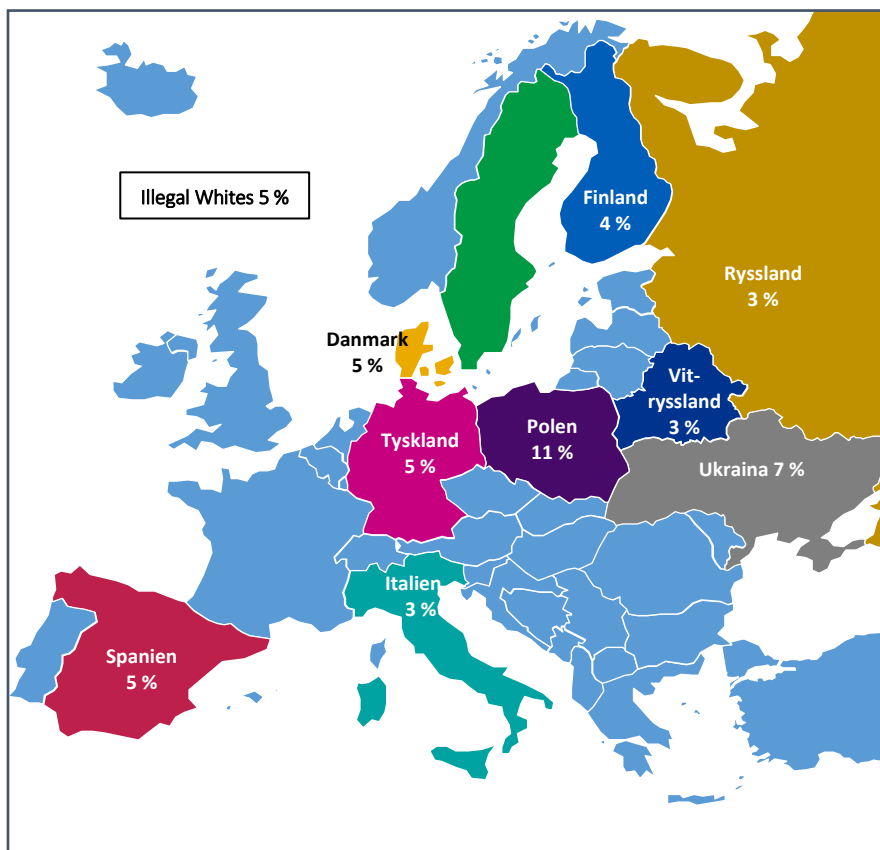 Illegal Whites 5 %
Finland
4 %
Ryssland
3 %
Danmark
5 %
Vit-
ryssland
3 %
Polen
11 %
Tyskland
5 %
Ukraina 7 %
Italien
3 %
Spanien
5 %